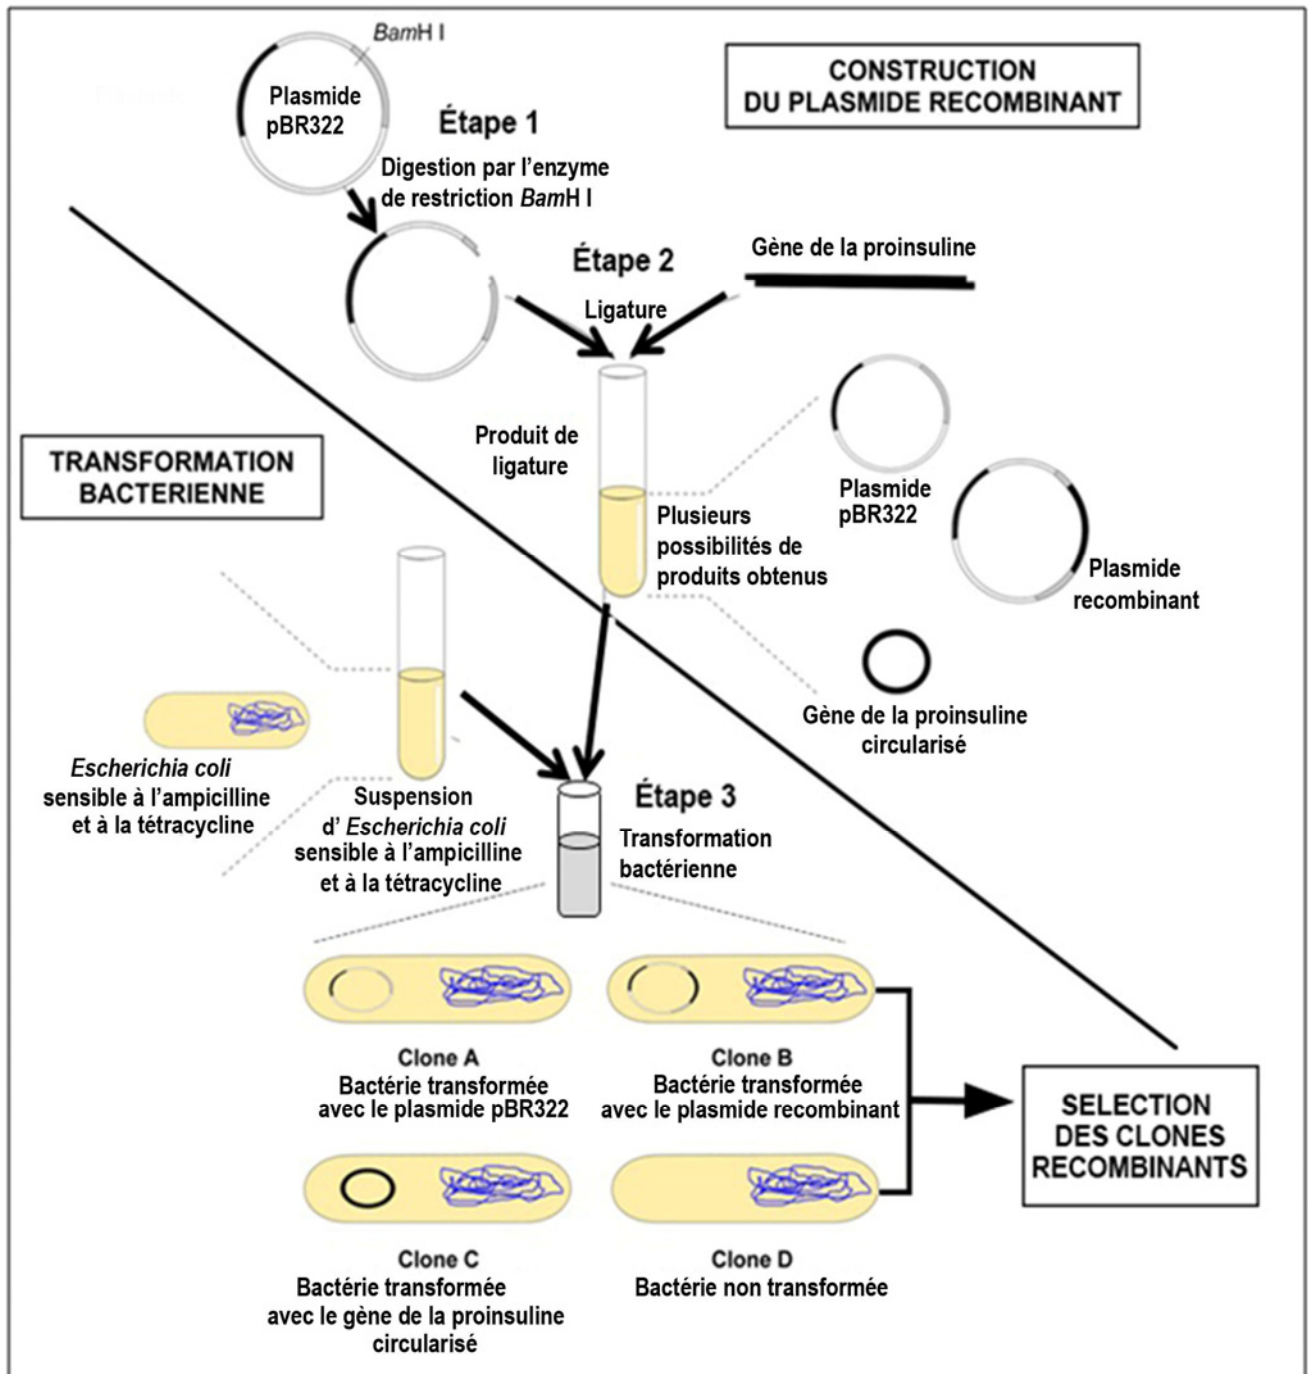 BamH I
Plasmide
pBR322
CONSTRUCTION
DU PLASMIDE RECOMBINANT
Étape 1
Digestion par l'enzyme
de restriction BamH I
Étape 2
Ligature
Gène de la proinsuline
Produit de
ligature
Plusieurs
possibilités de
produits obtenus
Plasmide
pBR322
Plasmide
recombinant
Gène de la proinsuline
circularisé
TRANSFORMATION
BACTERIENNE
Escherichia coli
sensible à l'ampicilline
et à la tétracycline
Suspension
d' Escherichia coli
sensible à l'ampicilline
et à la tétracycline
Étape 3
Transformation
bactérienne
Clone A
Bactérie transformée
avec le plasmide pBR322
Clone B
Bactérie transformée
avec le plasmide recombinant
Clone C
Bactérie transformée
avec le gène de la proinsuline
circularisé
Clone D
Bactérie non transformée
SELECTION
DES CLONES
RECOMBINANTS